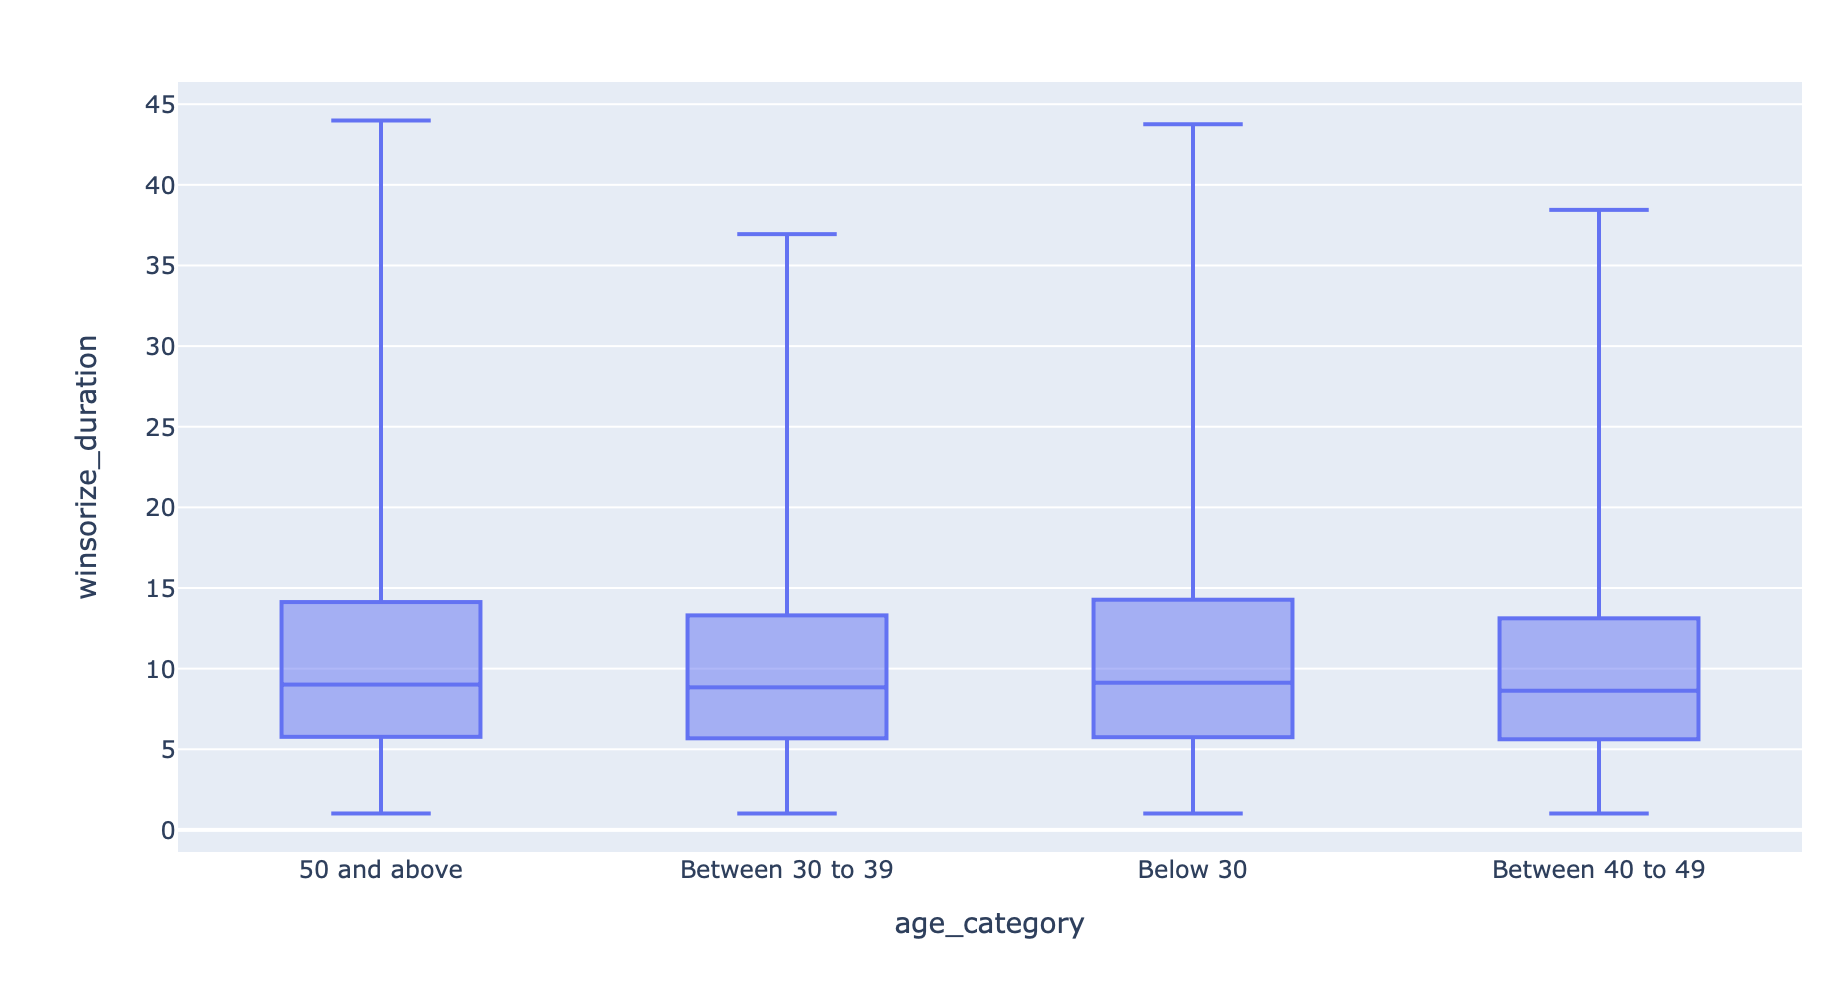 45
40
35
30
25
20
15
10
5
0
winsorize_duration
50 and above
Between 30 to 39
Below 30
Between 40 to 49
age_category